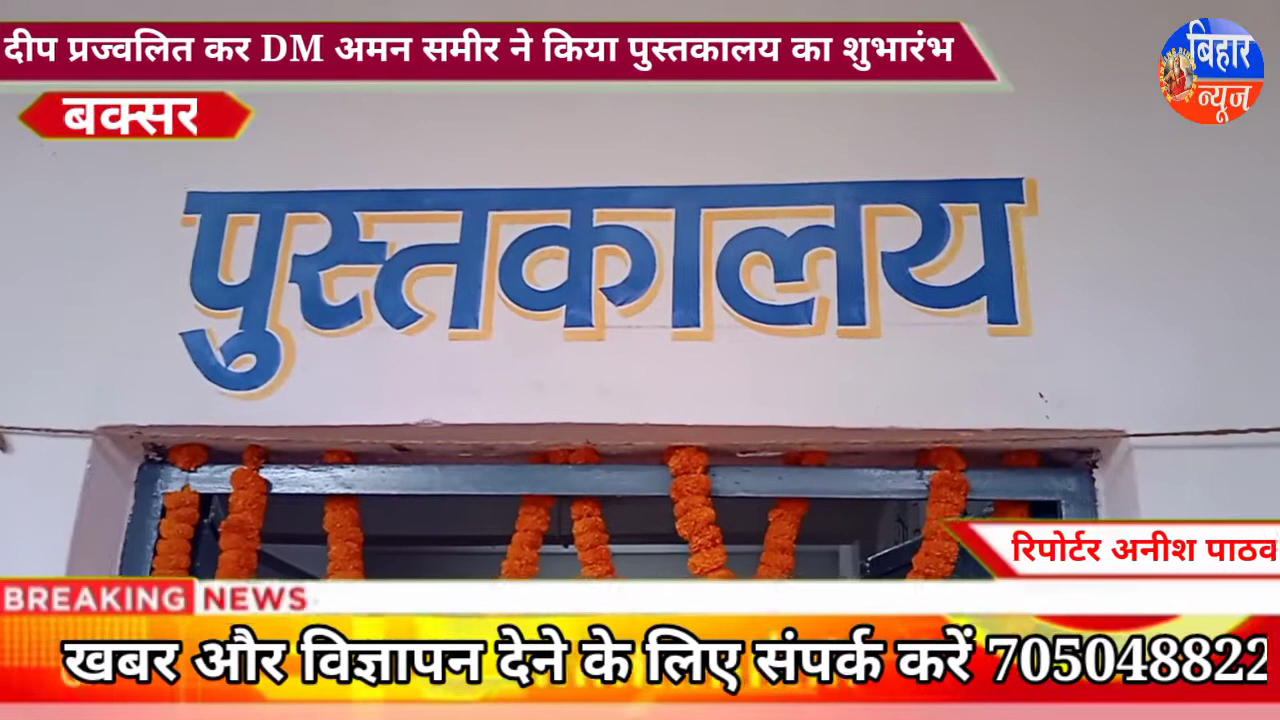 दीप प्रज्वलित कर DM अमन समीर ने किया पुस्तकालय का शुभारंभ
बिहार
न्यूज
बक्सर
पुस्तकालय
रिपोर्टर अनीश
BREAKING NEWS
खबर और विज्ञापन देने के लिए संपर्क करें 705048822